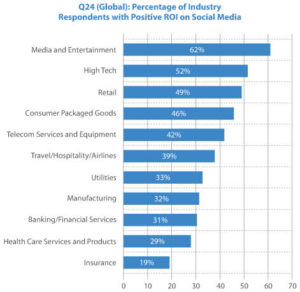 Q24 (Global): Percentage of Industry
Respondents with Positive ROI on Social Media
Media and Entertainment 62%
High Tech 52%
Retail 49%
Consumer Packaged Goods 46%
Telecom Services and Equipment 42%
Travel/Hospitality/Airlines 39%
Utilities 33%
Manufacturing 32%
Banking/Financial Services 31%
Health Care Services and Products 29%
Insurance 19%
0 10 20 30 40 50 60 70